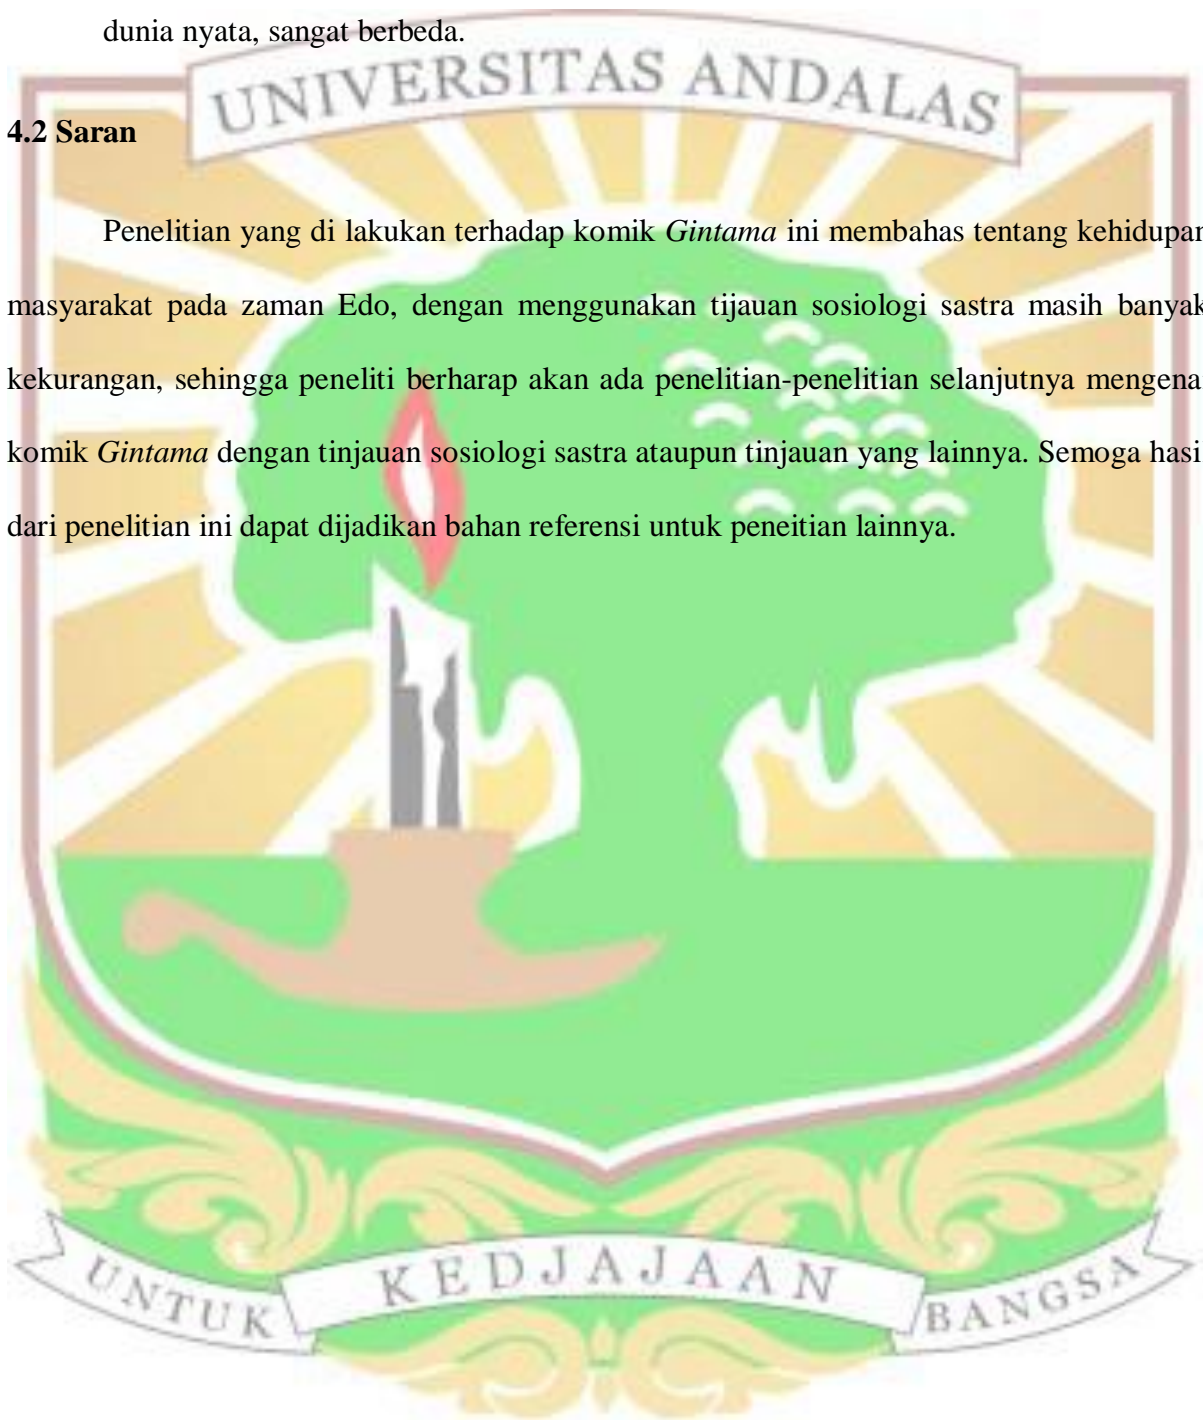 dunia nyata, sangat berbeda.
UNIVERSITAS ANDALAS
4.2 Saran
Penelitian yang di lakukan terhadap komik Gintama ini membahas tentang kehidupan
masyarakat pada zaman Edo, dengan menggunakan tijauan sosiologi sastra masih banyak
kekurangan, sehingga peneliti berharap akan ada penelitian-penelitian selanjutnya mengena
komik Gintama dengan tinjauan sosiologi sastra ataupun tinjauan yang lainnya. Semoga hasi
dari penelitian ini dapat dijadikan bahan referensi untuk peneitian lainnya.
UNTUK KEDJAJAAN BANGSA